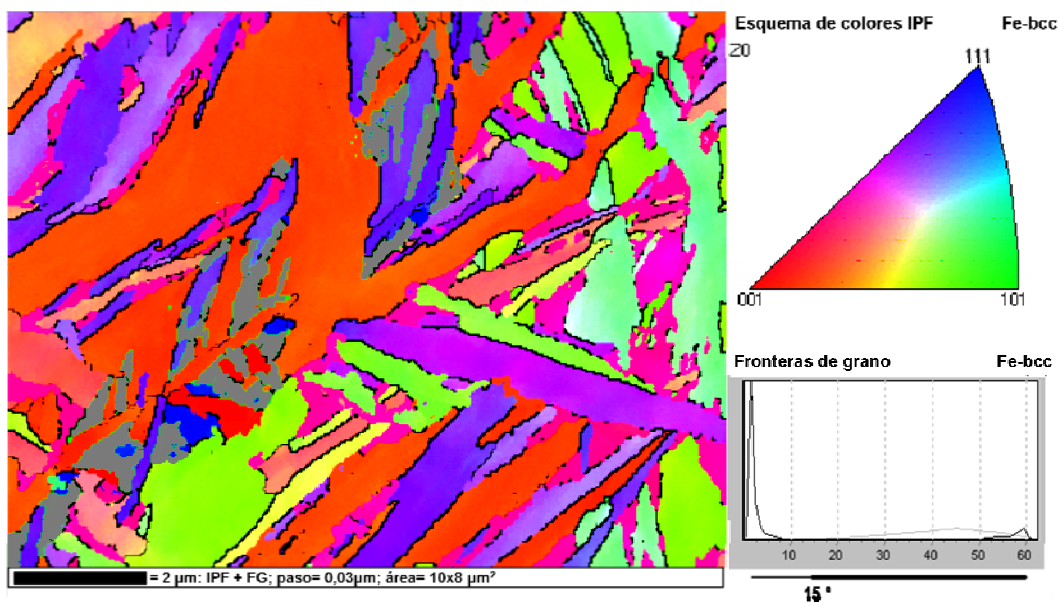 Esquema de colores IPF Fe-bcc
20
111
001 101
Fronteras de grano Fe-bcc
10 20 30 40 50 60
15 °
= 2 µm: IPF + FG; paso= 0,03µm; área= 10x8 µm²